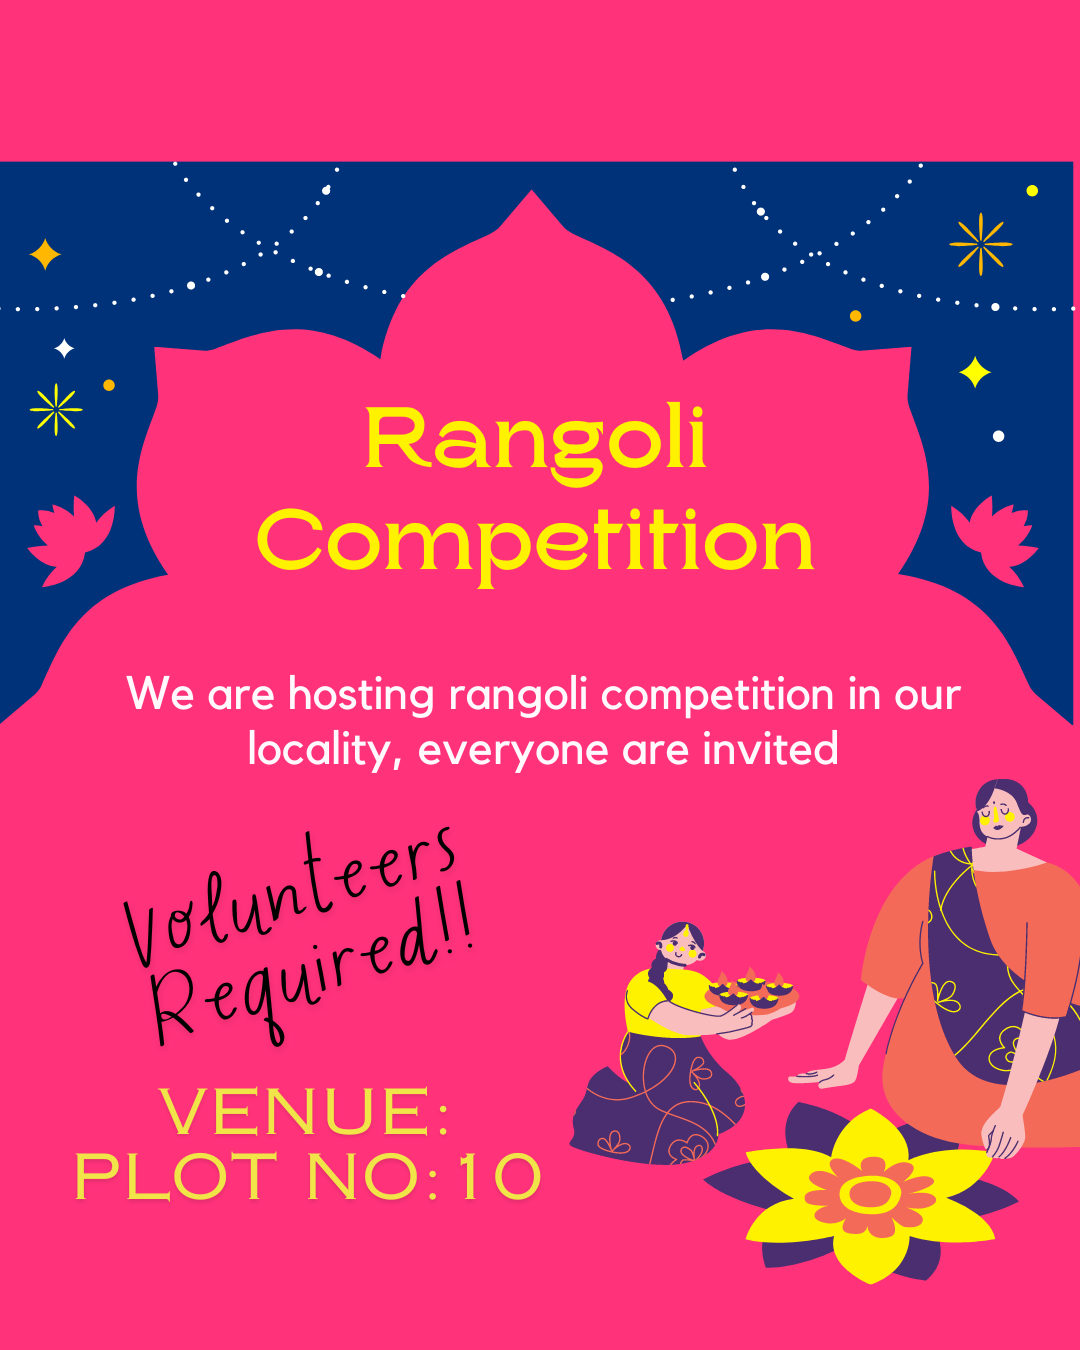 Rangoli
Competition
We are hosting rangoli competition in our
locality, everyone are invited
Volunteers
Required!!
VENUE:
PLOT NO:10